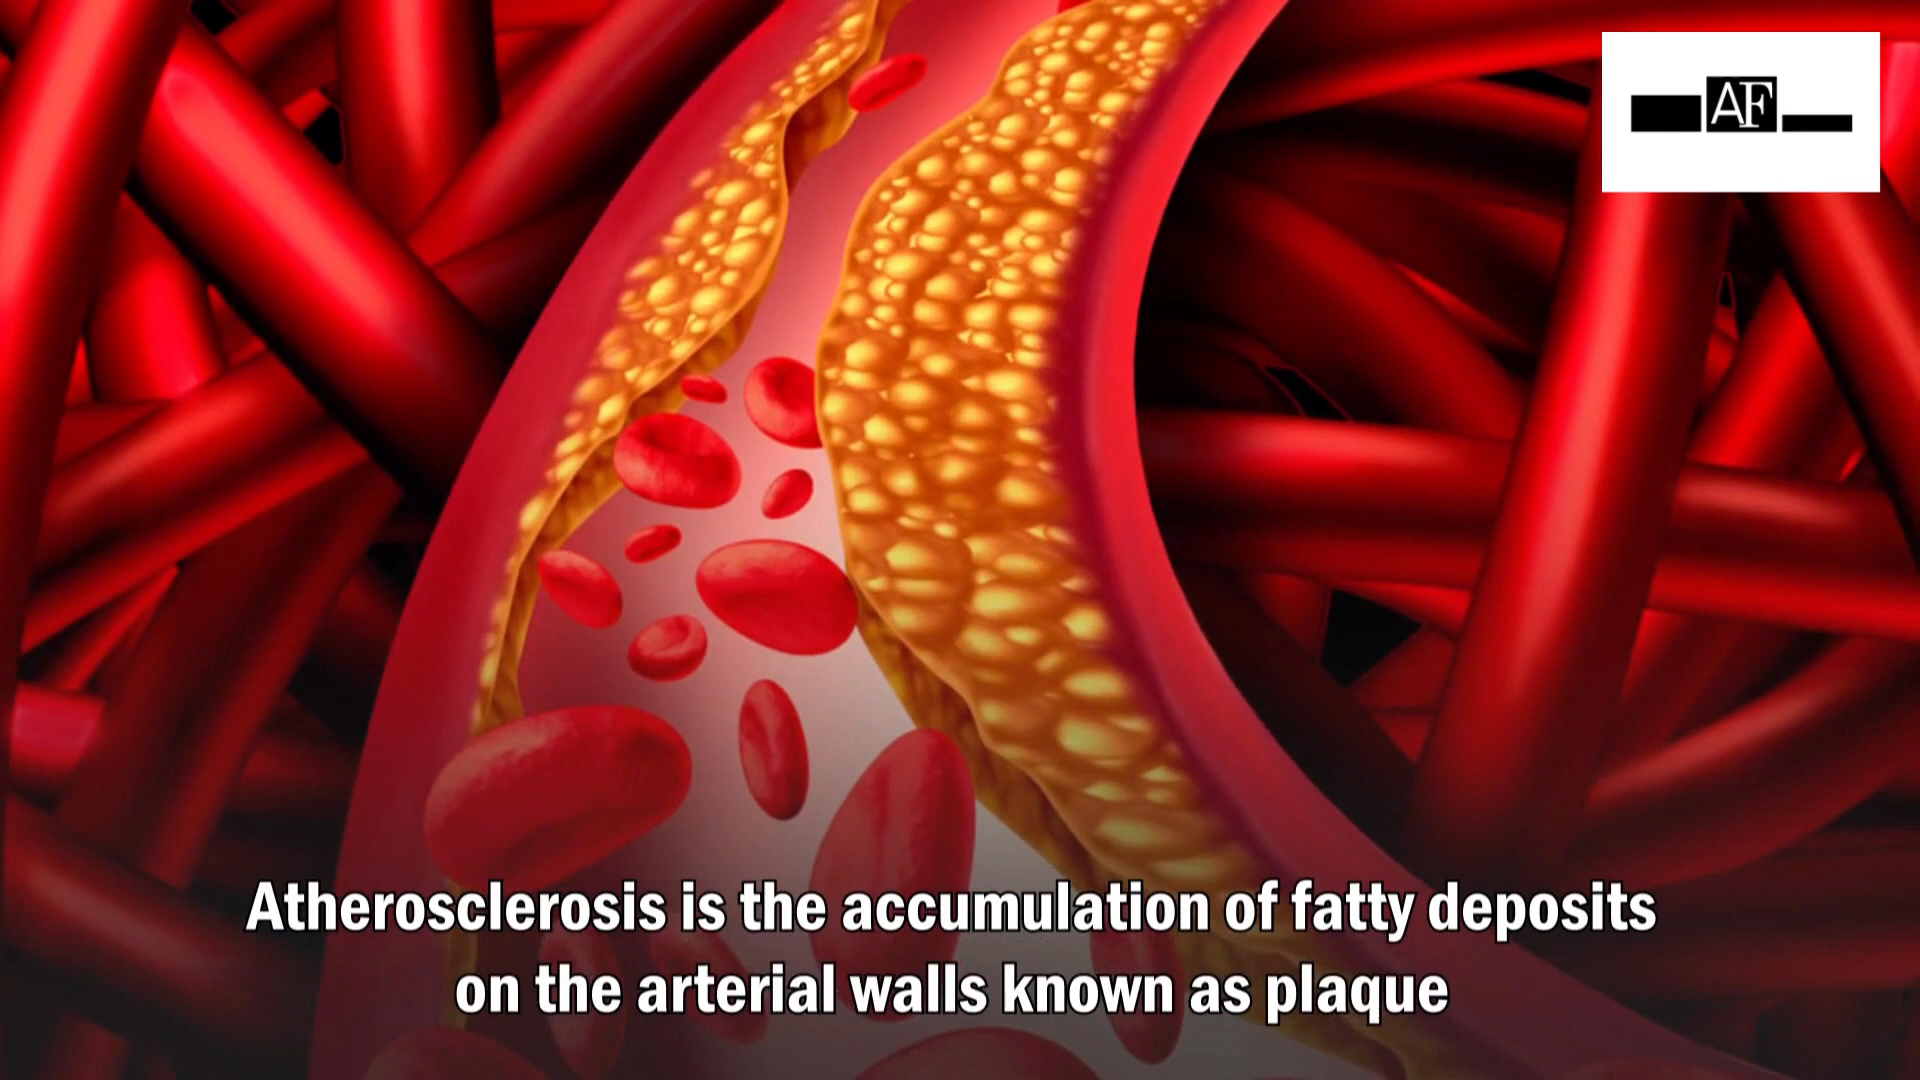 AF
Atherosclerosis is the accumulation of fatty deposits
on the arterial walls known as plaque